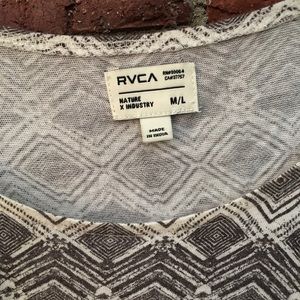 RVCA
NATURE
X INDUSTRY
M/L
MADE
IN INDIA